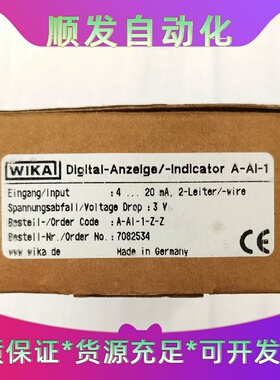 顺发自动化
WIKA Digital-Anzeige/-Indicator A-AI-1
Eingang/Input : 4 ... 20 mA, 2-Leiter/-wire
Spannungsabfall/Voltage Drop : 3 V
Bestell-/Order Code : A-AI-1-Z-Z
Bestell-Nr./Order No : 7082534
www.wika.de Made in Germany
质保证*货源充足*可开发